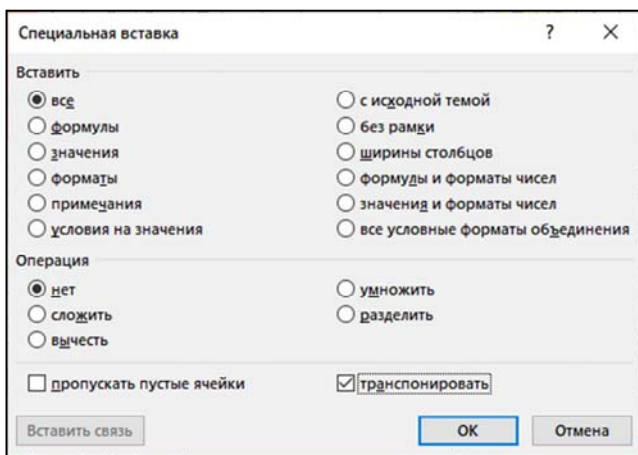 Специальная вставка ?
Вставить
все с исходной темой
формулы без рамки
значения ширины столбцов
форматы формулы и форматы чисел
примечания значения и форматы чисел
условия на значения все условные форматы объединения
Операция
нет умножить
сложить разделить
вычесть
пропускать пустые ячейки транспонировать
Вставить связь ОК Отмена